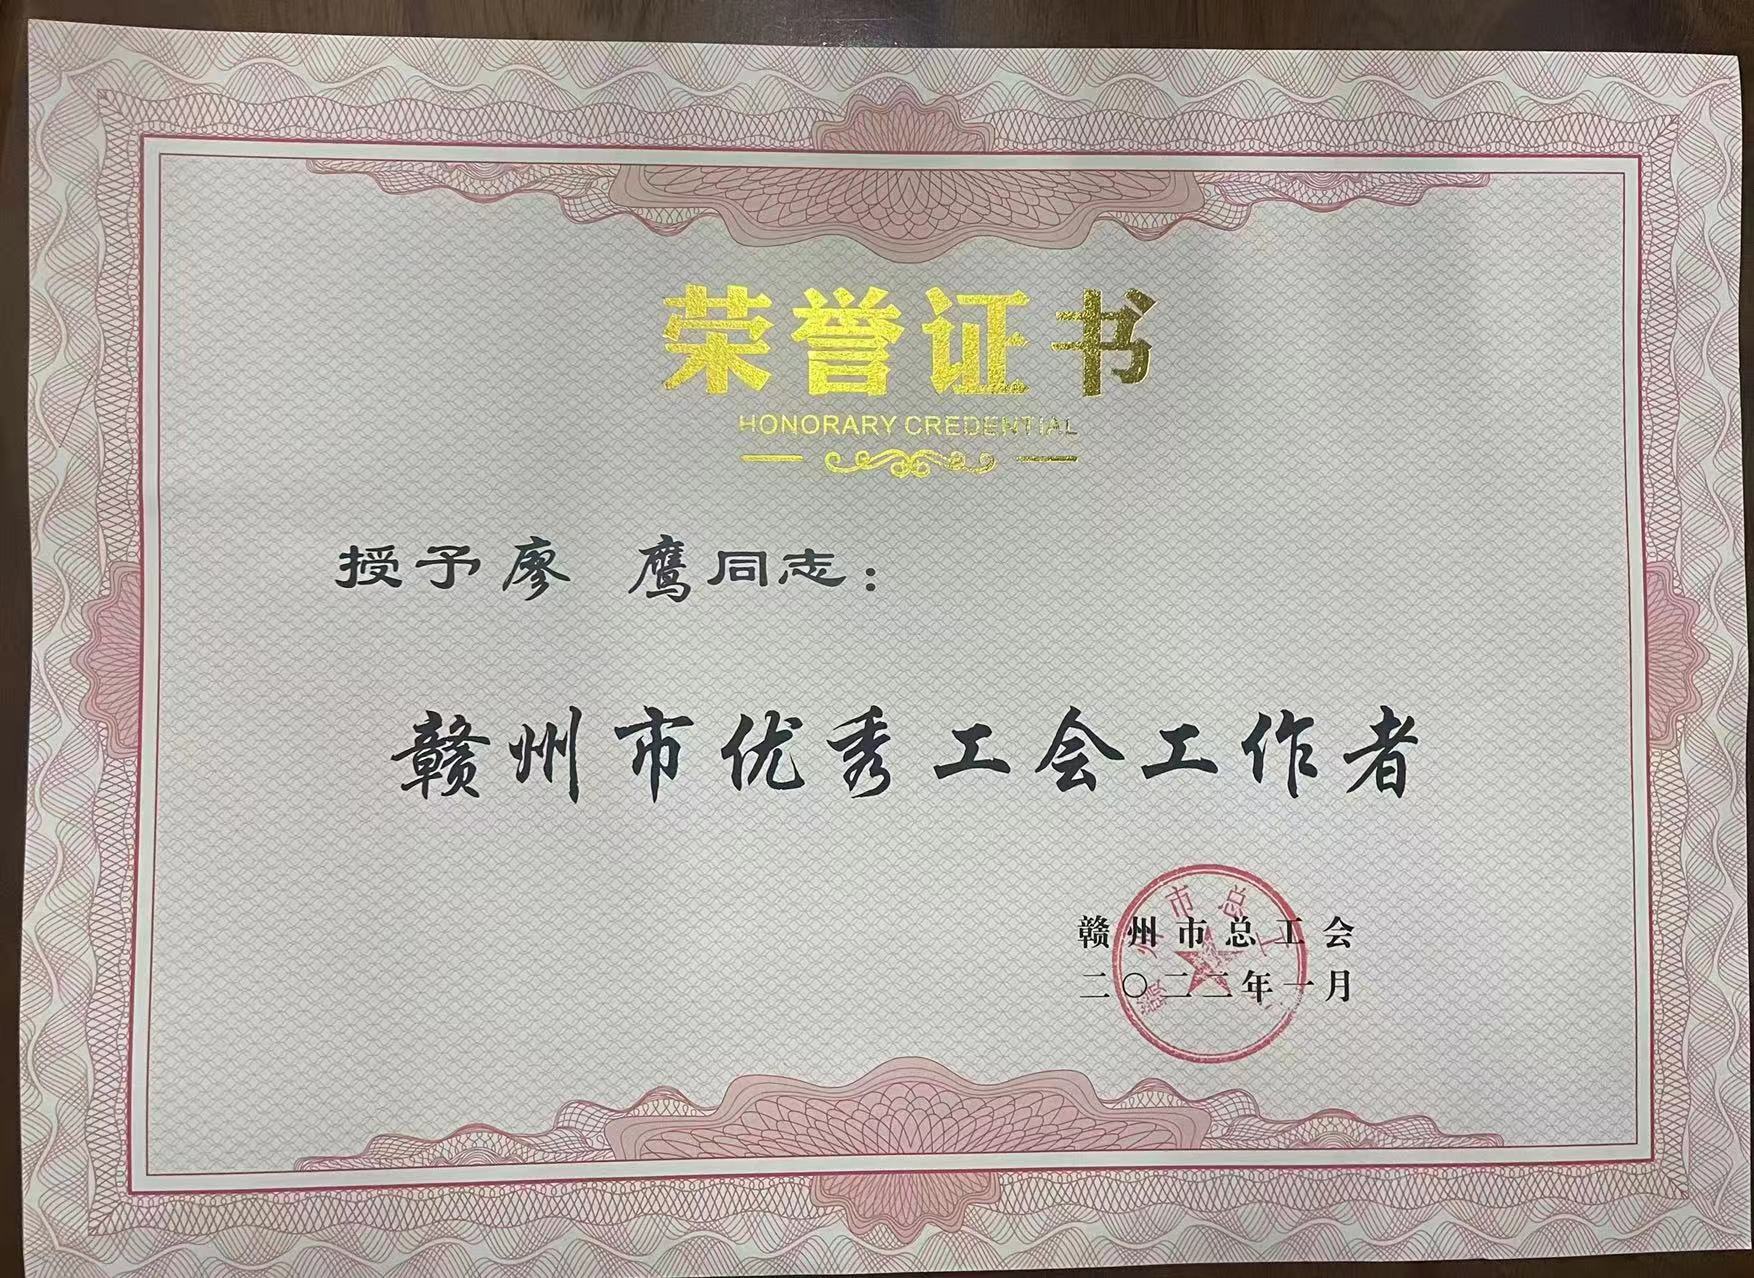 荣誉证书
HONORARY CREDENTIAL
授予廖 鹰同志：
赣州市优秀工会工作者
赣州市总工会
二〇二二年一月